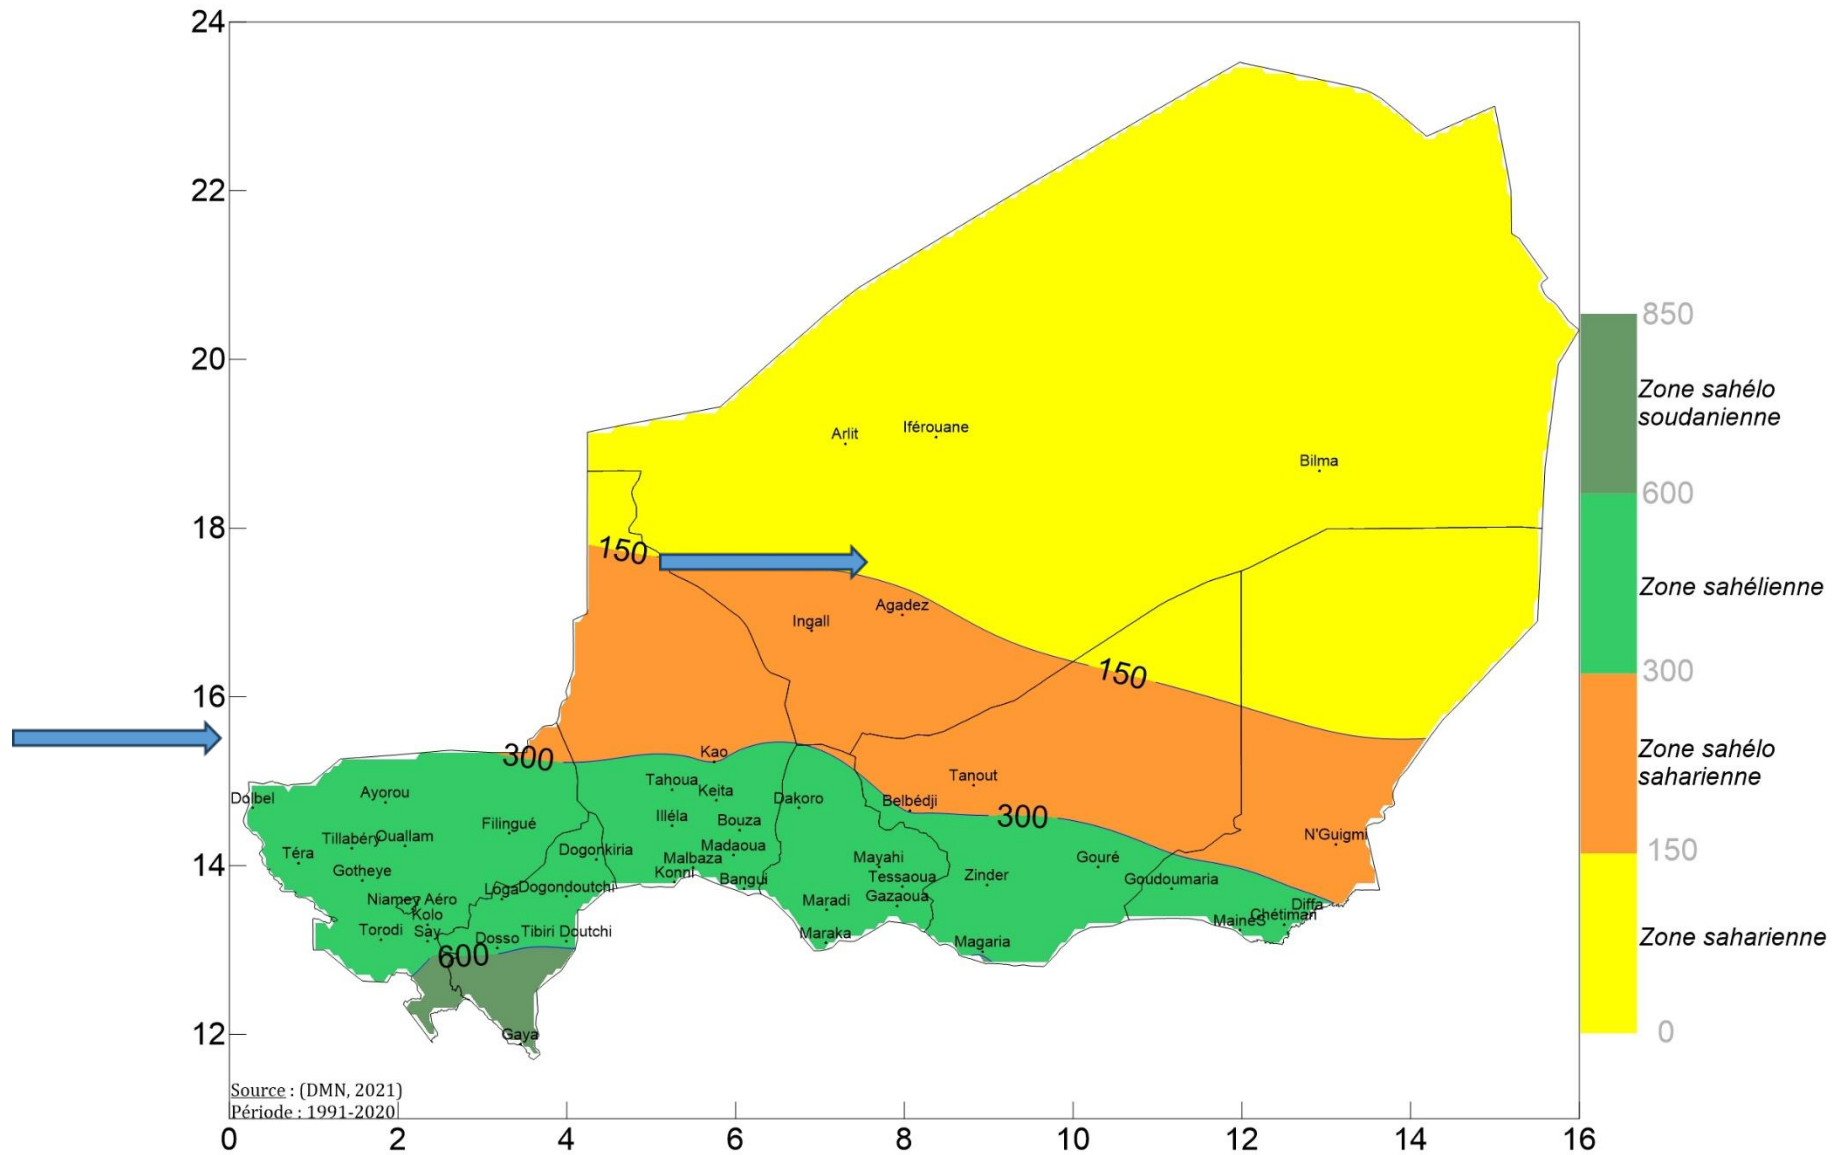 24
22
20
18
16
14
12
0
2
4
6
8
10
12
14
16
Arlit
Iférouane
Bilma
150
Agadez
Ingall
150
300
Kao
Tahoua
Keita
Tanout
Dolbel
Ayorou
Dakoro
Belbédji
300
Illéla
Bouza
Filingué
Tillabéry
Ouallam
N'Guigmi
Téra
Dogonkiria
Madaoua
Malbaza
Mayahi
Gouré
Gotheye
Konni
Bangui
Tessaoua
Zinder
Goudoumaria
Loga
Dogondoutchi
Niamey Aéro
Kolo
Maradi
Gazaoua
Diffa
Chétimari
MaineS
Torodi
Say
Dosso
Tibiri Doutchi
Maraka
Magaria
600
Gaya
Source : (DMN, 2021)
Période : 1991-2020
850
Zone sahélo
soudanienne
600
Zone sahélienne
300
Zone sahélo
saharienne
150
Zone saharienne
0